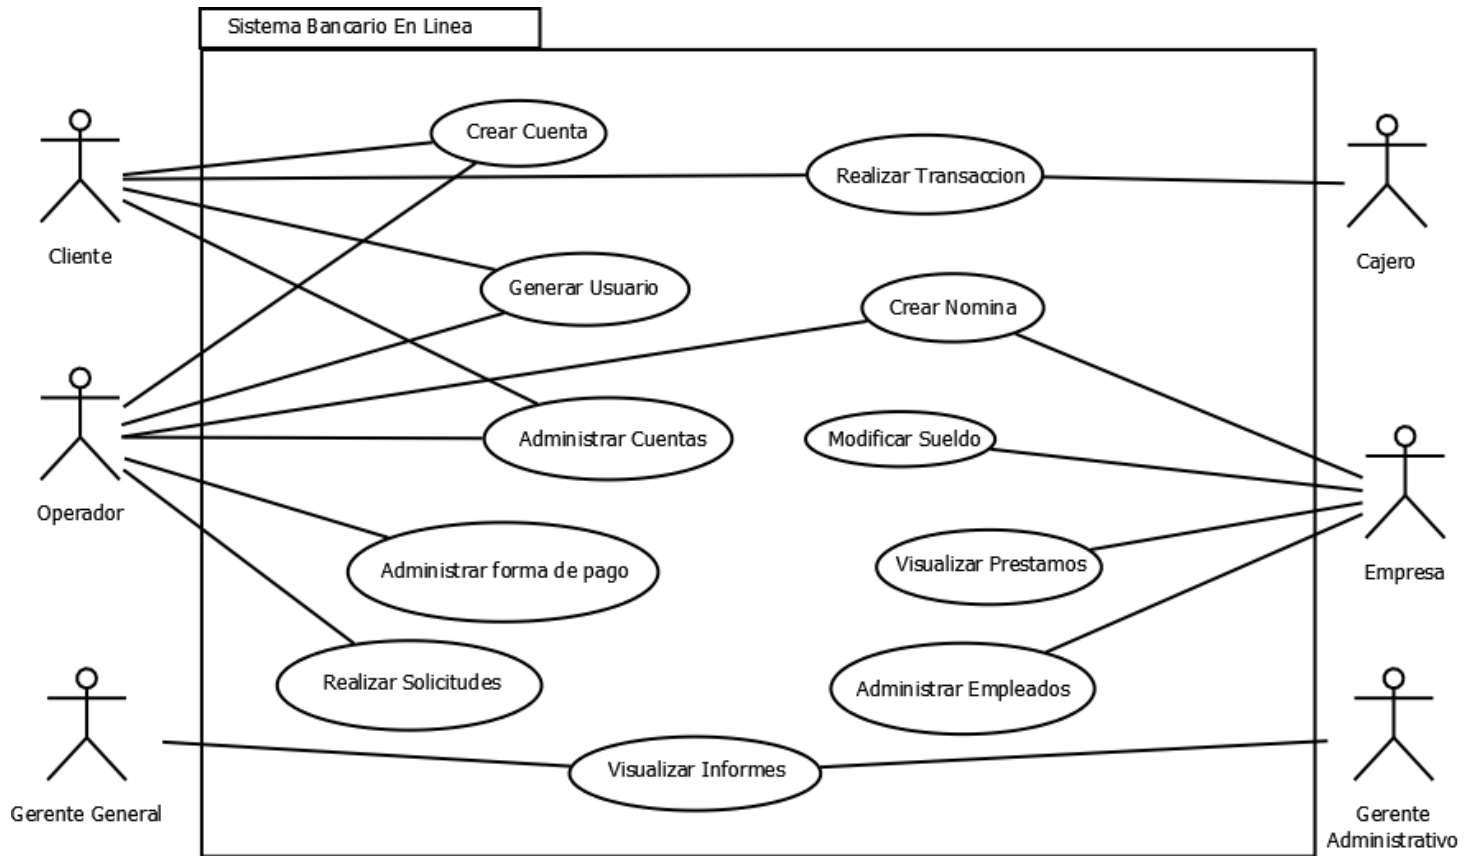 Sistema Bancario En Linea
Crear Cuenta
Realizar Transaccion
Cliente
Cajero
Generar Usuario
Crear Nomina
Administrar Cuentas
Modificar Sueldo
Operador
Administrar forma de pago
Visualizar Prestamos
Empresa
Realizar Solicitudes
Administrar Empleados
Visualizar Informes
Gerente General
Gerente
Administrativo